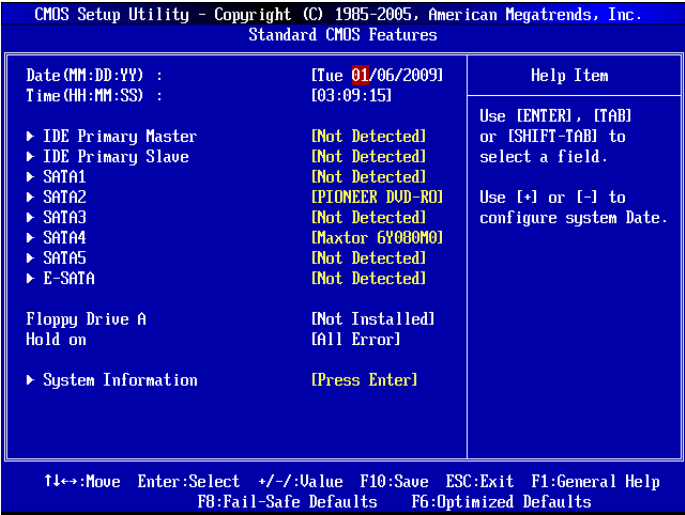 CMOS Setup Utility - Copyright (C) 1985-2005, American Megatrends, Inc.
Standard CMOS Features
Date(MM:DD:YY) : [Tue 01/06/2009]
Time(HH:MM:SS) : [03:09:15]
▶ IDE Primary Master [Not Detected]
▶ IDE Primary Slave [Not Detected]
▶ SATA1 [Not Detected]
▶ SATA2 [PIONEER DVD-RO]
▶ SATA3 [Not Detected]
▶ SATA4 [Maxtor 6Y080M0]
▶ SATA5 [Not Detected]
▶ E-SATA [Not Detected]
Floppy Drive A [Not Installed]
Hold on [All Error]
▶ System Information [Press Enter]
Help Item
Use [ENTER], [TAB]
or [SHIFT-TAB] to
select a field.
Use [+] or [-] to
configure system Date.
↑↓←→:Move Enter:Select +/-/:Value F10:Save ESC:Exit F1:General Help
F8:Fail-Safe Defaults F6:Optimized Defaults